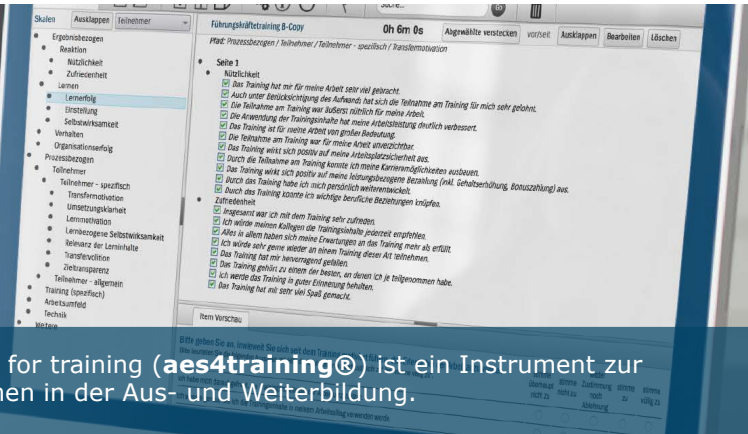 Suche...
Go
Skalen
Ausklappen
Teilnehmer
Führungskräftetraining B-Copy
0h 6m 0s
Abgewählte verstecken
vor/seit
Ausklappen
Bearbeiten
Löschen
Pfad: Prozessbezogen / Teilnehmer / Teilnehmer - spezifisch / Transfermotivation
Ergebnisbezogen
Reaktion
Nützlichkeit
Zufriedenheit
Lernen
Lernerfolg
Einstellung
Selbstwirksamkeit
Verhalten
Organisationserfolg
Prozessbezogen
Teilnehmer
Teilnehmer - spezifisch
Transfermotivation
Umsetzungsklarheit
Lernmotivation
Lernbezogene Selbstwirksamkeit
Relevanz der Lerninhalte
Transfervolition
Zieltransparenz
Teilnehmer - allgemein
Training (spezifisch)
Arbeitsumfeld
Technik
Weitere
Seite 1
Nützlichkeit
Das Training hat mir für meine Arbeit sehr viel gebracht.
Auch unter Berücksichtigung des Aufwands hat sich die Teilnahme am Training für mich sehr gelohnt.
Die Teilnahme am Training war äußerst nützlich für meine Arbeit.
Die Anwendung der Trainingsinhalte hat meine Arbeitsleistung deutlich verbessert.
Das Training ist für meine Arbeit von großer Bedeutung.
Die Teilnahme am Training war für meine Arbeit unverzichtbar.
Das Training wirkt sich positiv auf meine Arbeitsplatzsicherheit aus.
Durch die Teilnahme am Training konnte ich meine Karrieremöglichkeiten ausbauen.
Das Training wirkt sich positiv auf meine leistungsbezogene Bezahlung (inkl. Gehaltserhöhung, Bonuszahlung) aus.
Durch das Training habe ich mich persönlich weiterentwickelt.
Durch das Training konnte ich wichtige berufliche Beziehungen knüpfen.
Zufriedenheit
Insgesamt war ich mit dem Training sehr zufrieden.
Ich würde meinen Kollegen die Trainingsinhalte jederzeit empfehlen.
Alles in allem haben sich meine Erwartungen an das Training mehr als erfüllt.
Ich würde sehr gerne wieder an einem Training dieser Art teilnehmen.
Das Training hat mir hervorragend gefallen.
Das Training gehört zu einem der besten, an denen ich je teilgenommen habe.
Ich werde das Training in guter Erinnerung behalten.
Das Training hat mit sehr viel Spaß gemacht.
Item Vorschau
for training (aes4training®) ist ein Instrument zur
en in der Aus- und Weiterbildung.